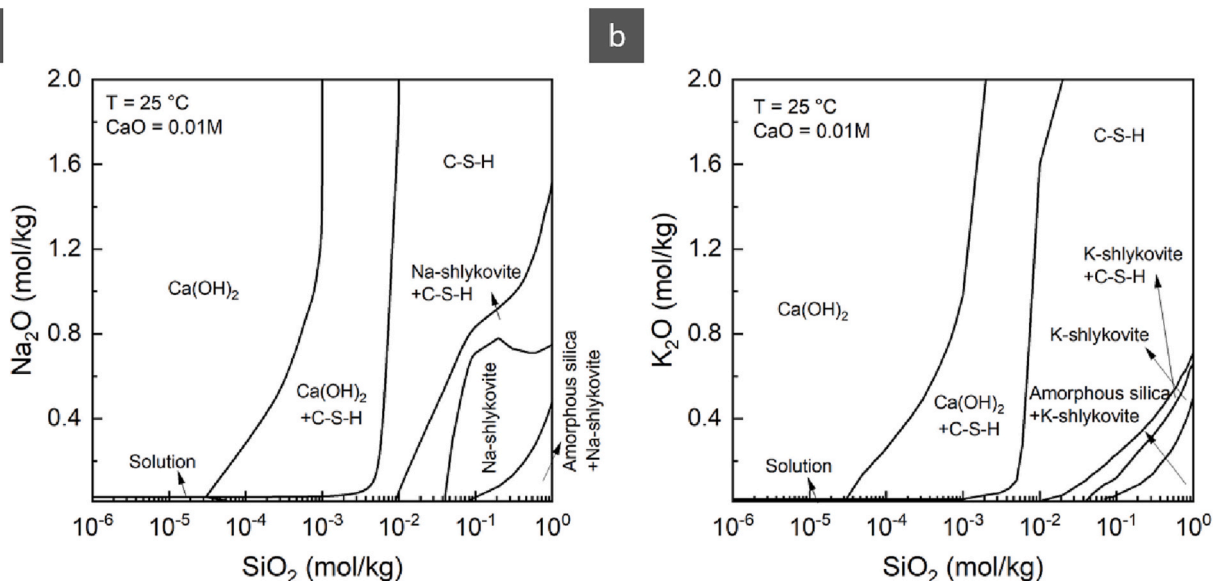 b
2.0
1.6
1.2
0.8
0.4
Na₂O (mol/kg)
T = 25 °C
CaO = 0.01M
Ca(OH)₂
Solution
Ca(OH)₂
+C-S-H
C-S-H
Na-shlykovite
+C-S-H
Na-shlykovite
Amorphous silica
+Na-shlykovite
10⁻⁶
10⁻⁵
10⁻⁴
10⁻³
10⁻²
10⁻¹
10⁰
SiO₂ (mol/kg)
2.0
1.6
1.2
0.8
0.4
K₂O (mol/kg)
T = 25 °C
CaO = 0.01M
Ca(OH)₂
Solution
Ca(OH)₂
+C-S-H
C-S-H
K-shlykovite
+C-S-H
K-shlykovite
Amorphous silica
+K-shlykovite
10⁻⁶
10⁻⁵
10⁻⁴
10⁻³
10⁻²
10⁻¹
10⁰
SiO₂ (mol/kg)